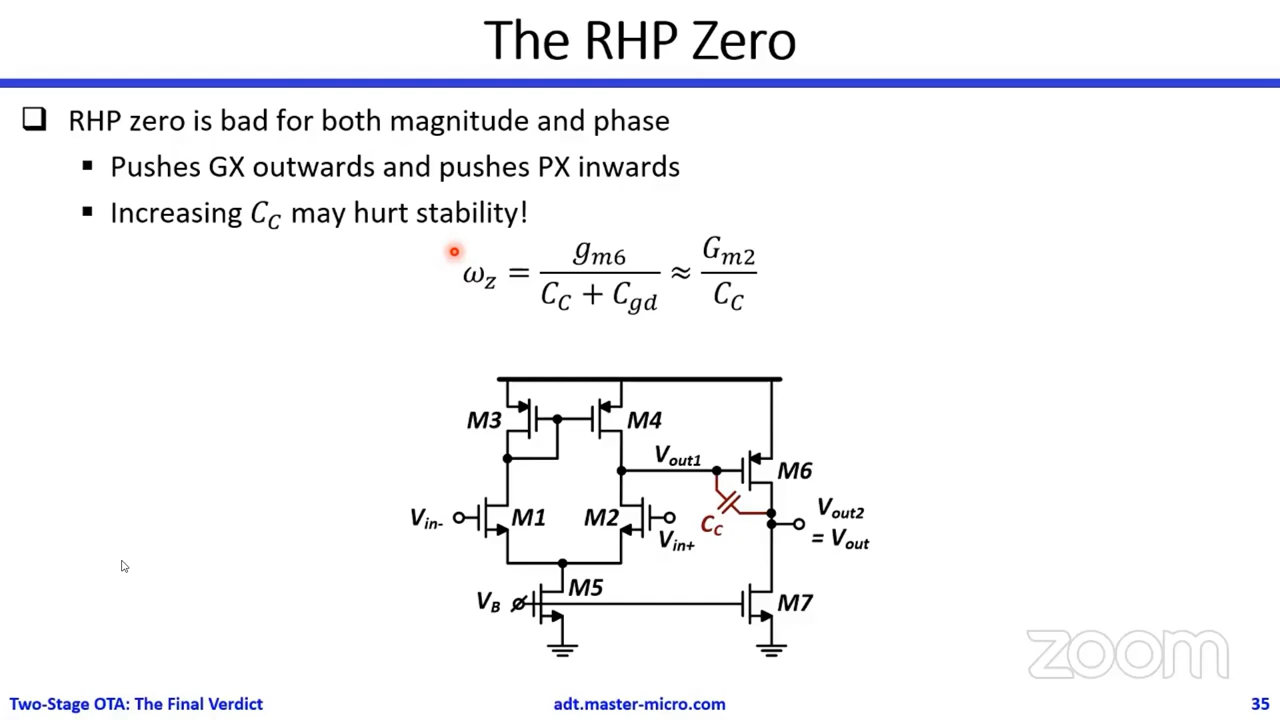 The RHP Zero
❑ RHP zero is bad for both magnitude and phase
▪ Pushes GX outwards and pushes PX inwards
▪ Increasing C_C may hurt stability!
ω_z = g_m6 / (C_C + C_gd) ≈ G_m2 / C_C
M3
M4
V_out1
M6
V_in-
M1
M2
V_in+
C_C
V_out2
= V_out
M5
V_B
M7
zoom
Two-Stage OTA: The Final Verdict
adt.master-micro.com
35